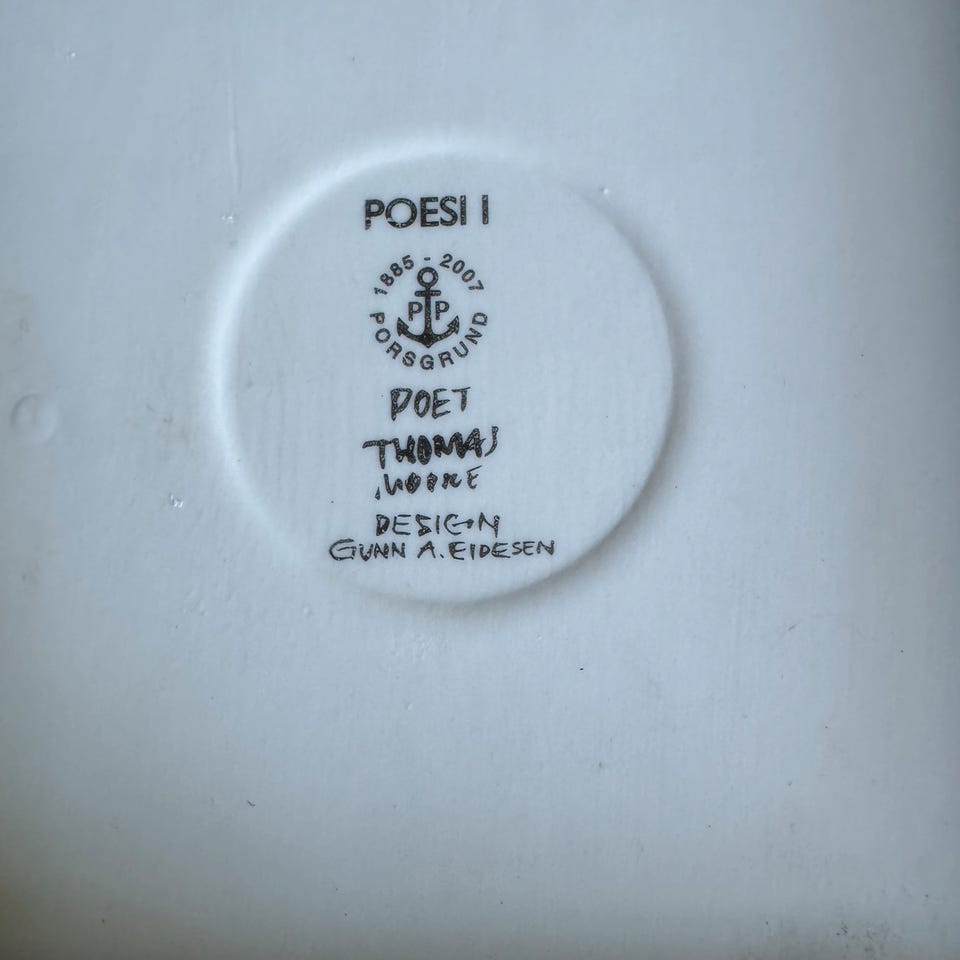 POESI I
1885 - 2007
PP
PORSGRUND
POET
THOMAS
MOORE
DESIGN
GUNN A. EIDESEN